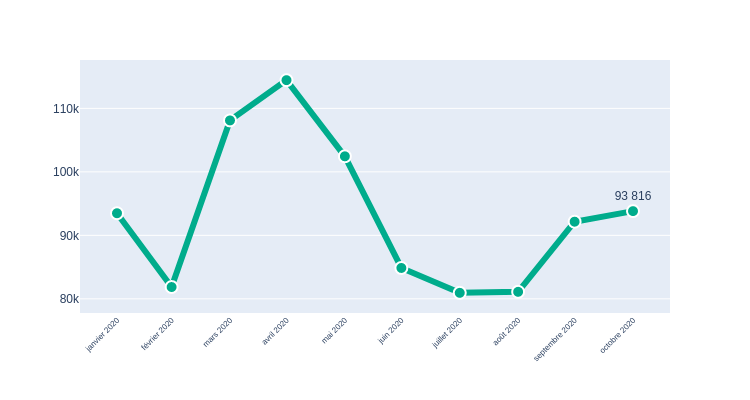 110k
100k
90k
80k
93 816
janvier 2020
février 2020
mars 2020
avril 2020
mai 2020
juin 2020
juillet 2020
août 2020
septembre 2020
octobre 2020